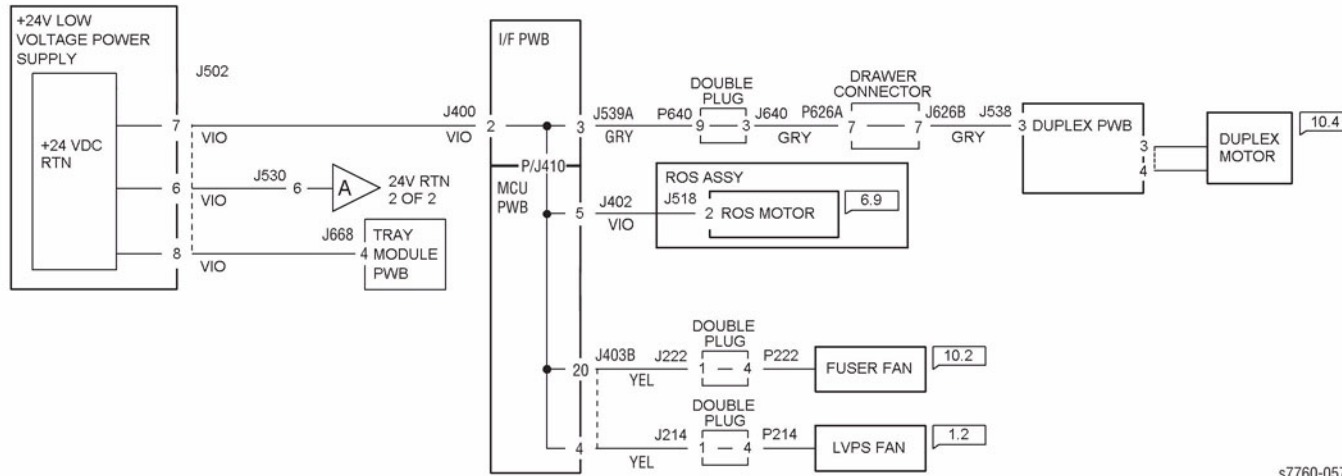 +24V LOW
VOLTAGE POWER
SUPPLY
J502
+24 VDC
RTN
7
VIO
6
VIO
J530
6
A
24V RTN
2 OF 2
8
VIO
J668
4
TRAY
MODULE
PWB
J400
VIO
I/F PWB
2
3
P/J410
MCU
PWB
J539A
GRY
P640
DOUBLE
PLUG
9
3
J640
GRY
P626A
DRAWER
CONNECTOR
7
7
J626B
GRY
J538
3
DUPLEX PWB
3
4
DUPLEX
MOTOR
10.4
5
J402
VIO
ROS ASSY
J518
2
ROS MOTOR
6.9
20
J403B
YEL
J222
DOUBLE
PLUG
1
4
P222
FUSER FAN
10.2
4
YEL
J214
DOUBLE
PLUG
1
4
P214
LVPS FAN
1.2